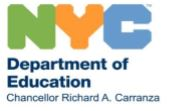 NYC
Department of
Education
Chancellor Richard A. Carranza